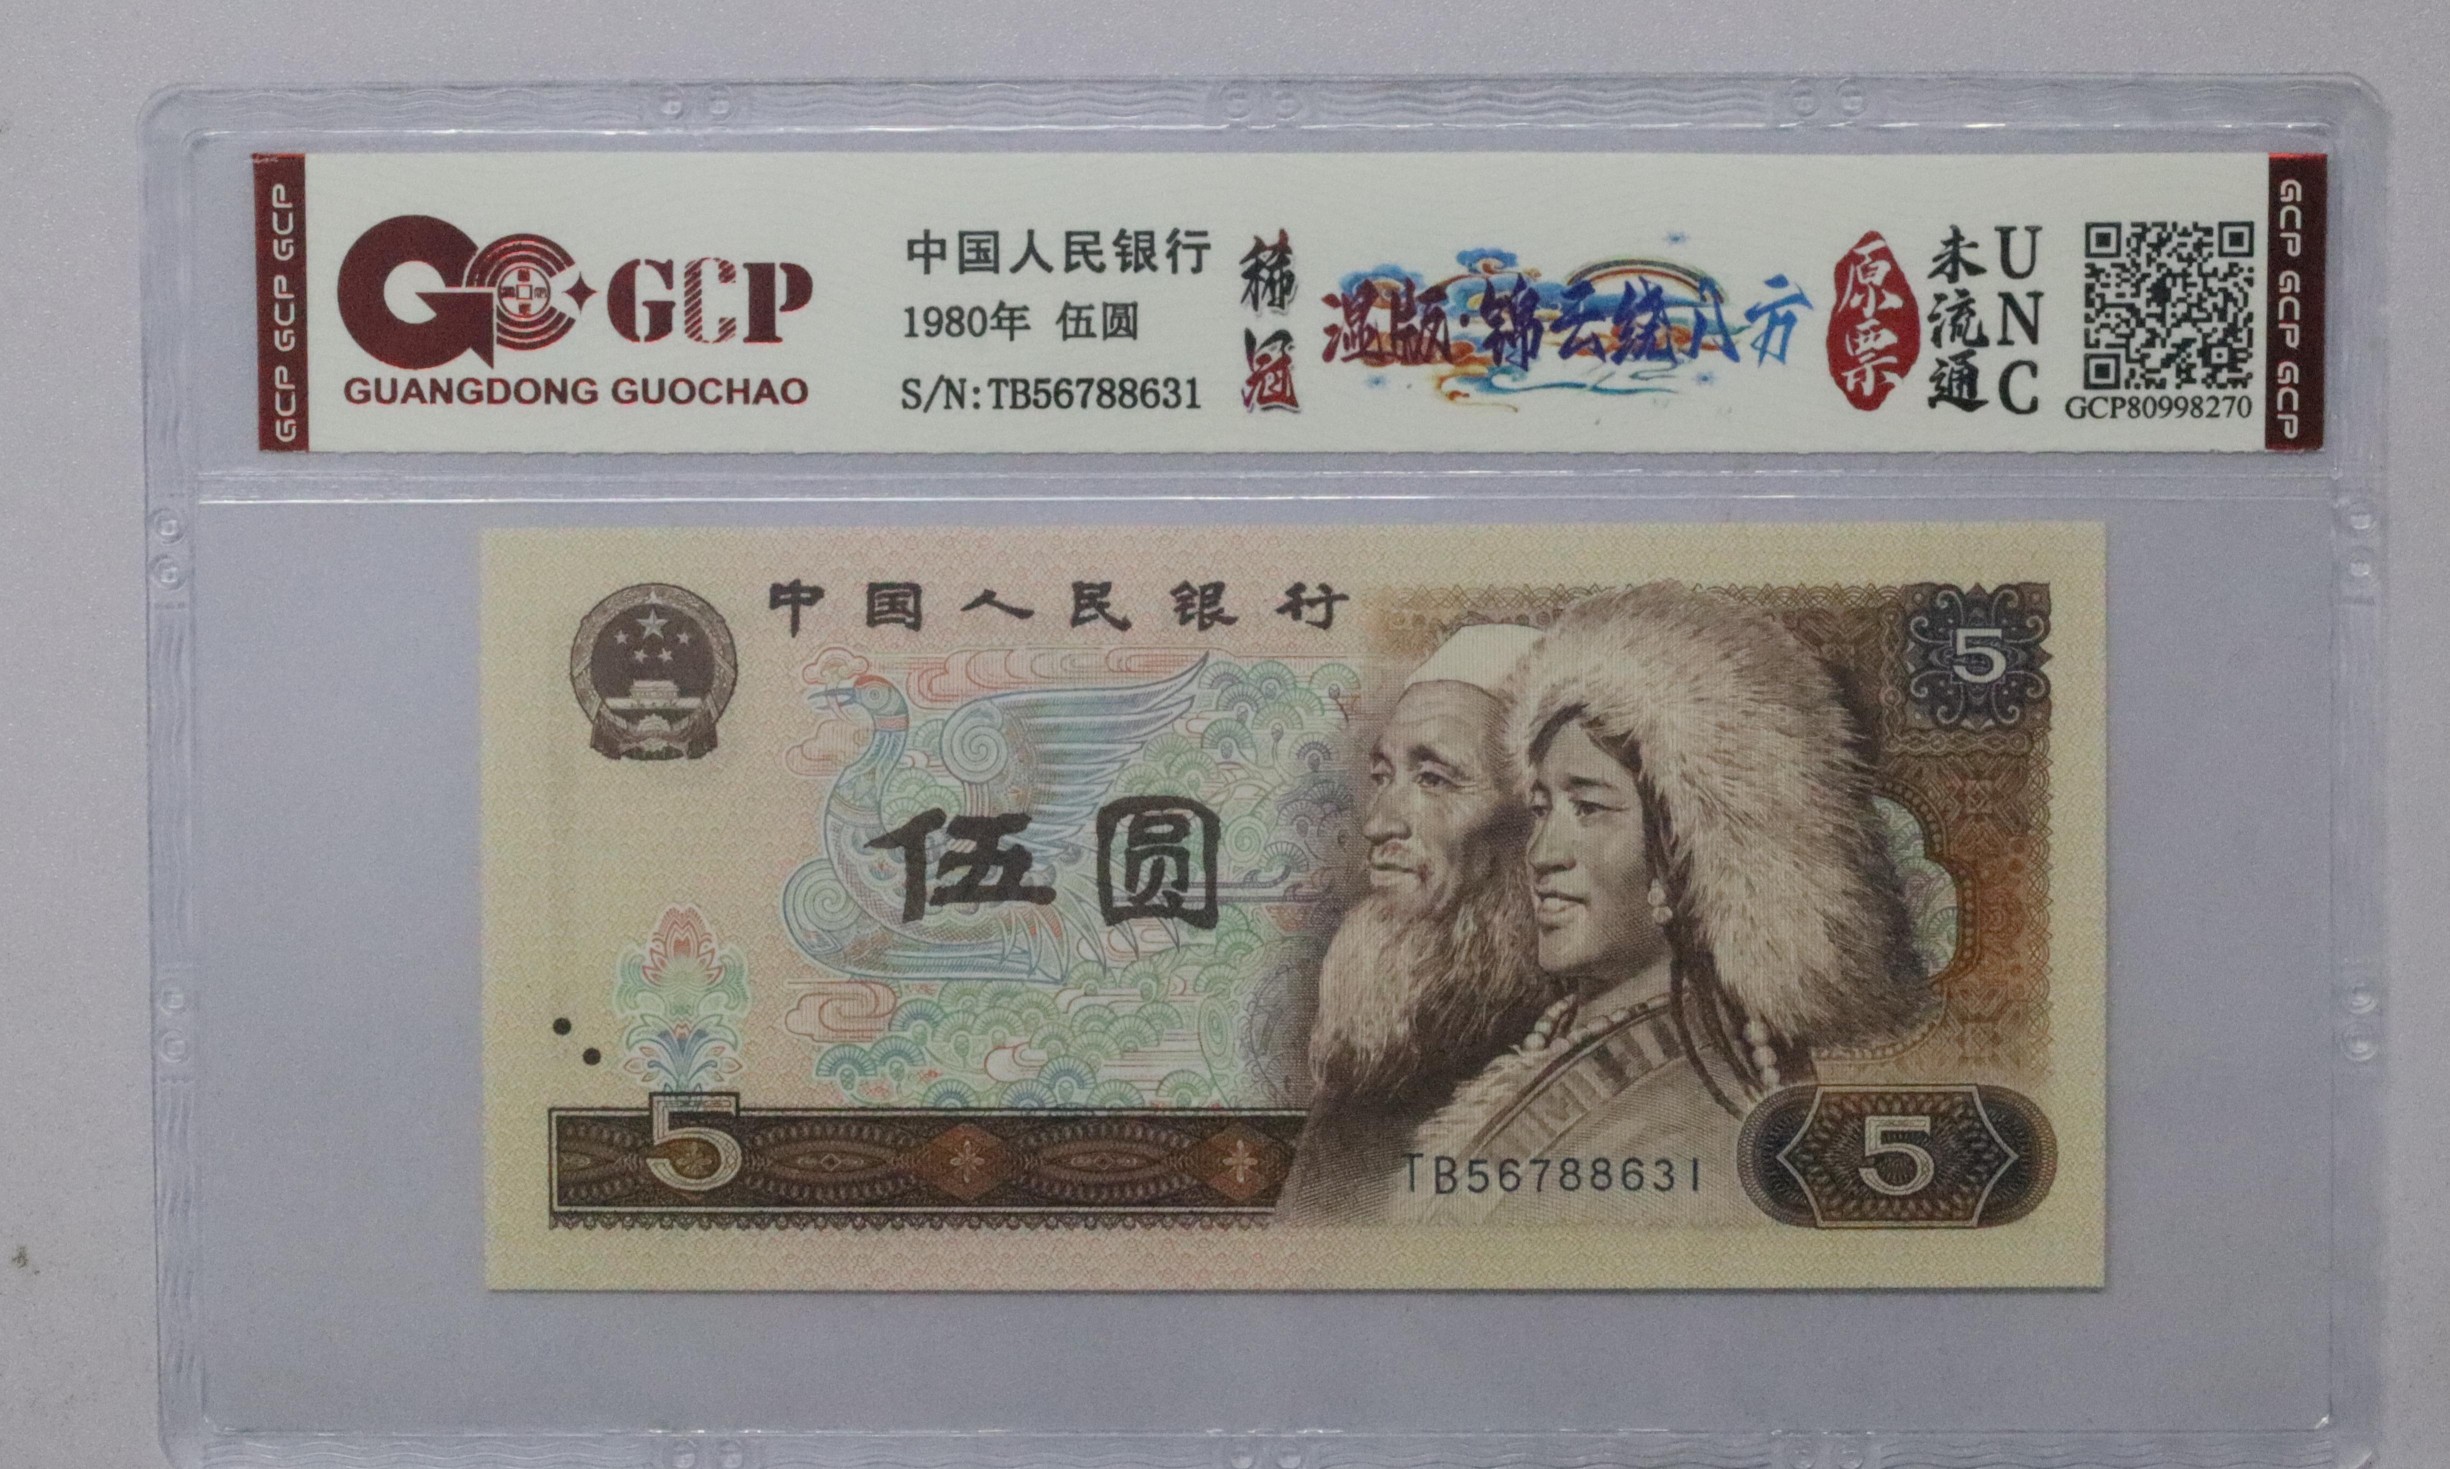 GCP GCP GCP
GCP
GUANGDONG GUOCHAO
中国人民银行
1980年 伍圆
S/N:TB56788631
稀冠
湿版·锦云绕八方
原票
未流通
UNC
GCP80998270
GCP GCP GCP
中国人民银行
5
伍圆
5
TB56788631
5